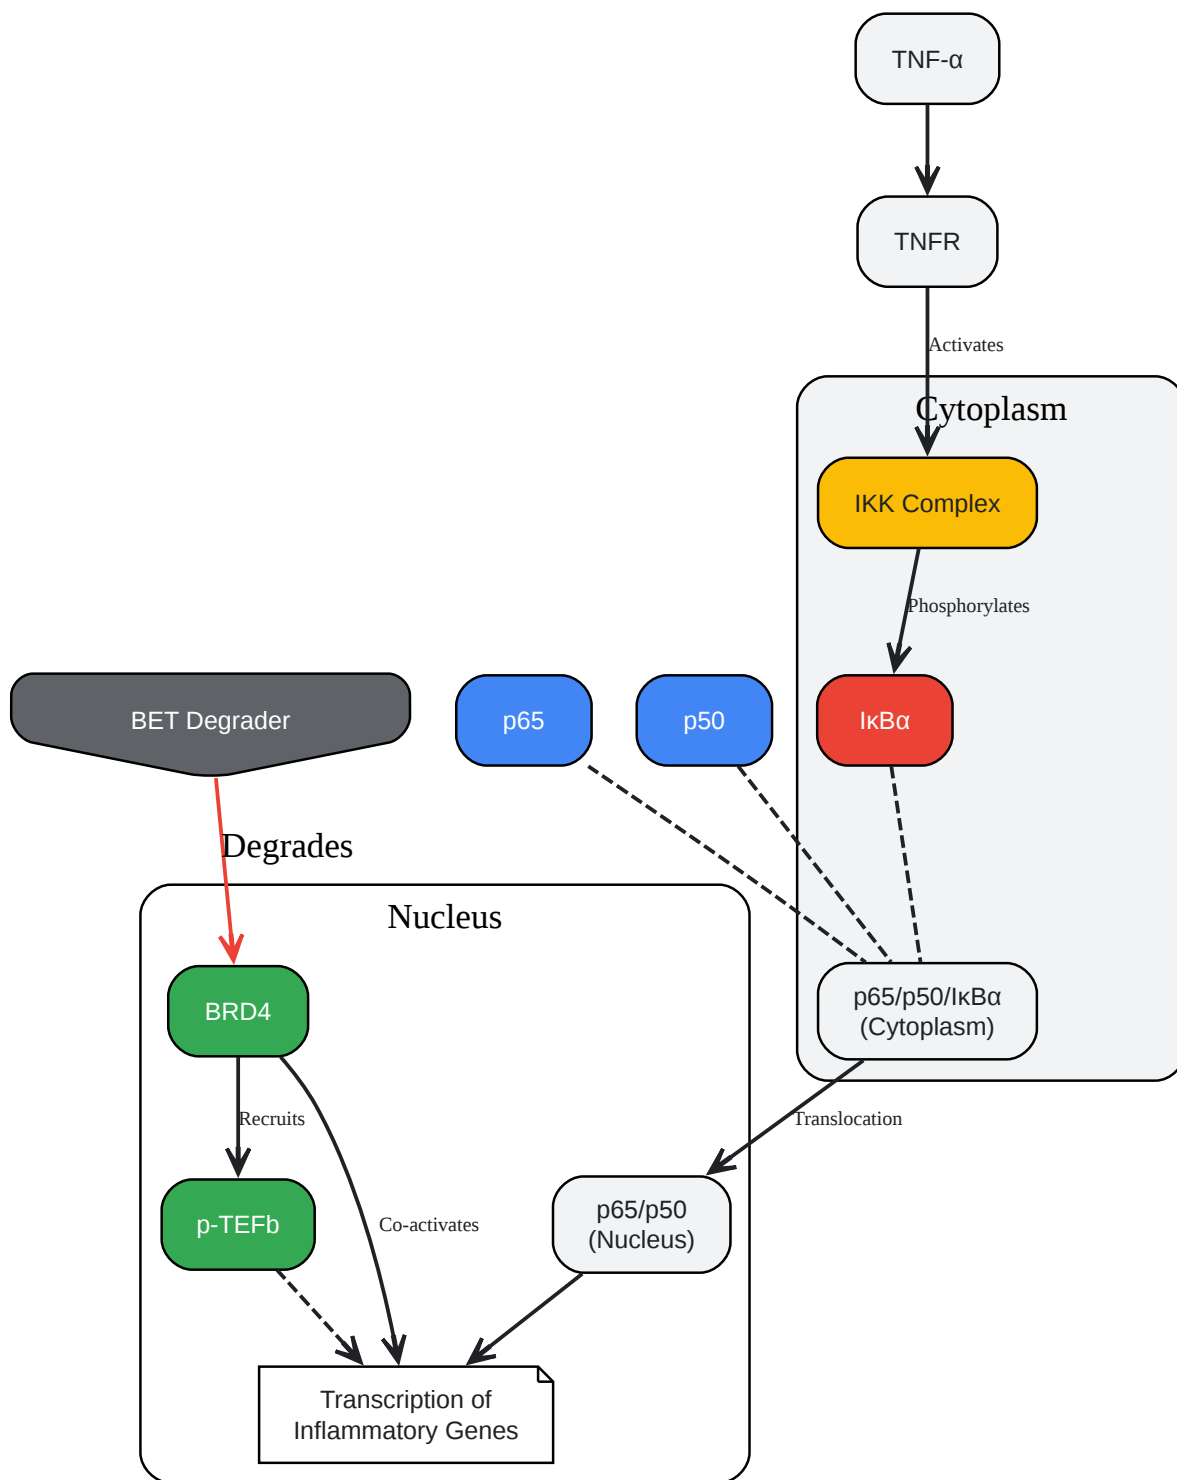 TNF-α
TNFR
Activates
Cytoplasm
IKK Complex
Phosphorylates
BET Degrader
p65
p50
IκBα
Degrades
Nucleus
BRD4
p65/p50/IκBα
(Cytoplasm)
Recruits
Translocation
p-TEFb
Co-activates
p65/p50
(Nucleus)
Transcription of
Inflammatory Genes